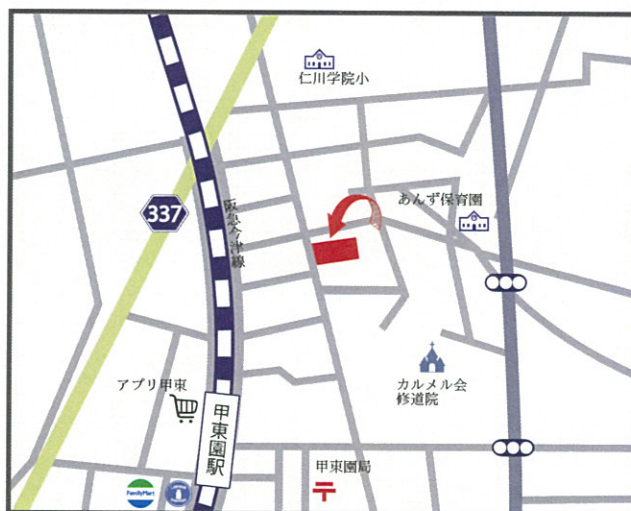 仁川学院小
あんず保育園
337
阪急今津線
カルメル会
修道院
アプリ甲東
甲東園駅
甲東園局
FamilyMart